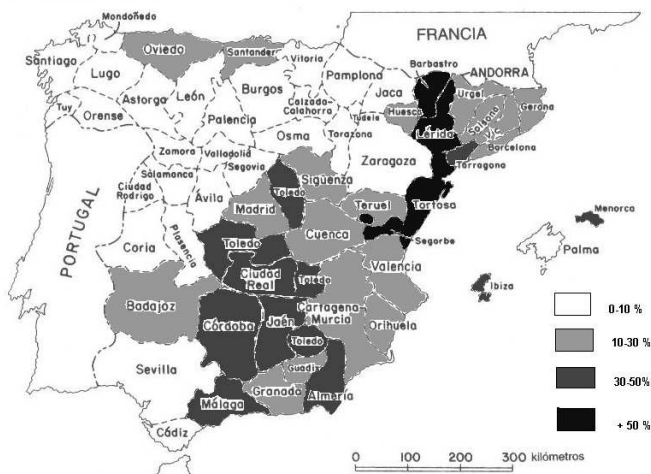 Mondoñedo
FRANCIA
Santiago
Oviedo
Santander
Vitoria
Barbastro
ANDORRA
Lugo
León
Pamplona
Jaca
Urgel
Gerona
Astorga
Burgos
Calzada-
Calahorra
Huesca
Solsona
Vic
Tuy
Orense
Palencia
Tudela
Lérida
Barcelona
Osma
Tarazona
Zaragoza
Tarragona
Zamora
Valladolid
Salamanca
Segovia
Sigüenza
Ciudad
Rodrigo
Ávila
Toledo
Madrid
Teruel
Tortosa
Menorca
PORTUGAL
Coria
Plasencia
Toledo
Cuenca
Segorbe
Palma
Ciudad
Real
Toledo
Valencia
Ibiza
Badajòz
Cartagena-
Murcia
Córdoba
Jaén
Orihuela
Toledo
Sevilla
Guadix
Granada
Almería
Málaga
Cádiz
0-10 %
10-30 %
30-50%
+ 50 %
0 100 200 300 kilómetros